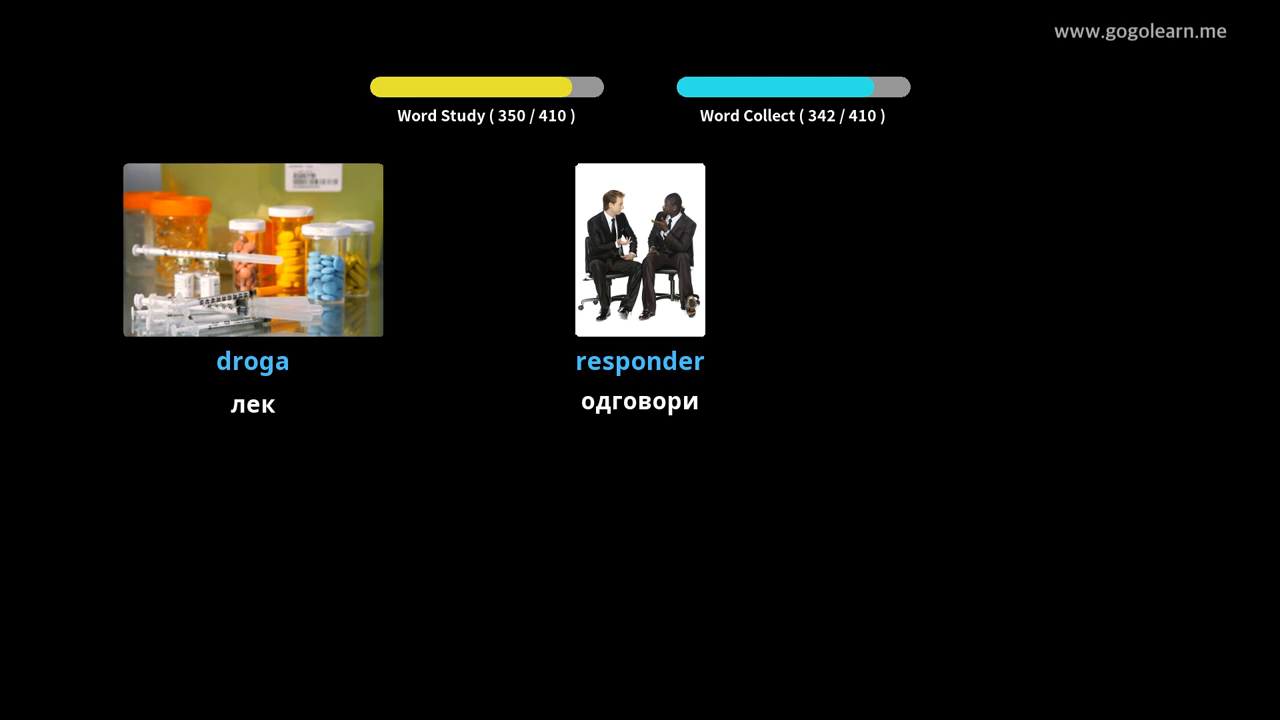 www.gogolearn.me
Word Study ( 350 / 410 )
Word Collect ( 342 / 410 )
droga
лек
responder
одговори